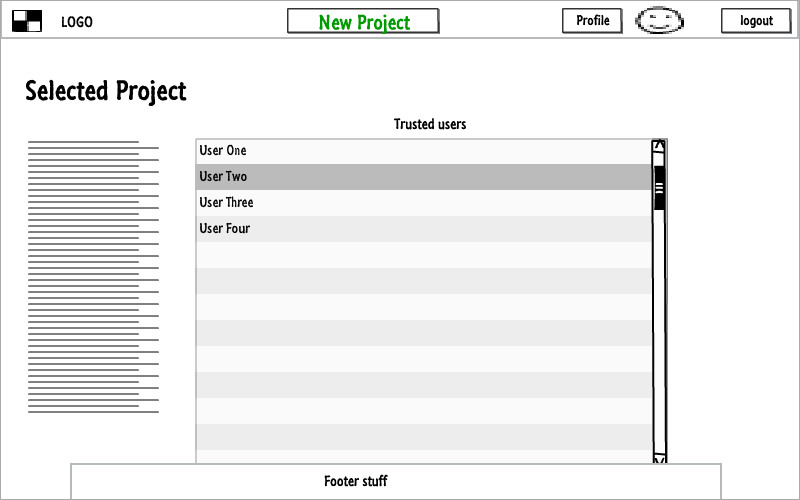 LOGO
New Project
Profile
logout
Selected Project
Trusted users
User One
User Two
User Three
User Four
Footer stuff